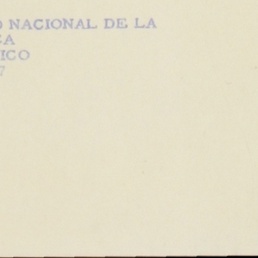 O NACIONAL DE LA
CA
ICO
7